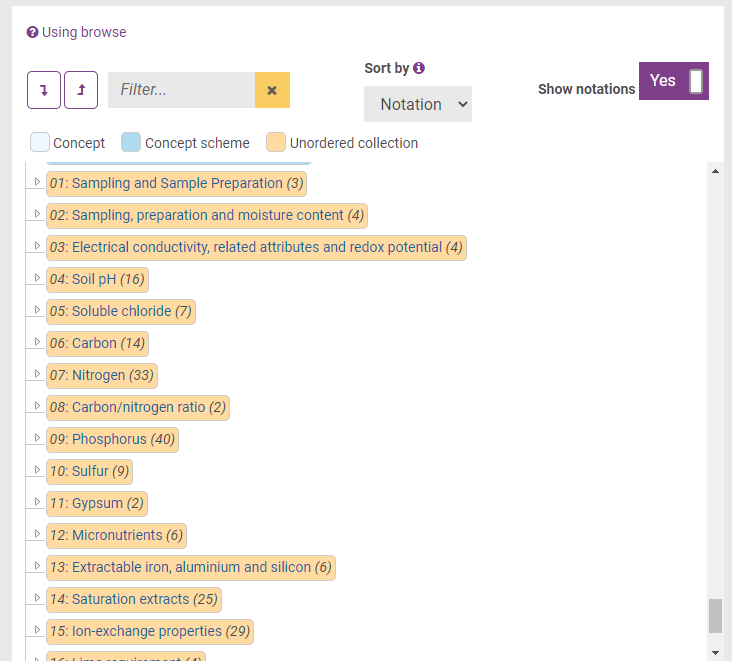 Using browse
Sort by
Filter...
Notation
Show notations
Yes
Concept
Concept scheme
Unordered collection
01: Sampling and Sample Preparation (3)
02: Sampling, preparation and moisture content (4)
03: Electrical conductivity, related attributes and redox potential (4)
04: Soil pH (16)
05: Soluble chloride (7)
06: Carbon (14)
07: Nitrogen (33)
08: Carbon/nitrogen ratio (2)
09: Phosphorus (40)
10: Sulfur (9)
11: Gypsum (2)
12: Micronutrients (6)
13: Extractable iron, aluminium and silicon (6)
14: Saturation extracts (25)
15: Ion-exchange properties (29)
16: Lime requirement (4)